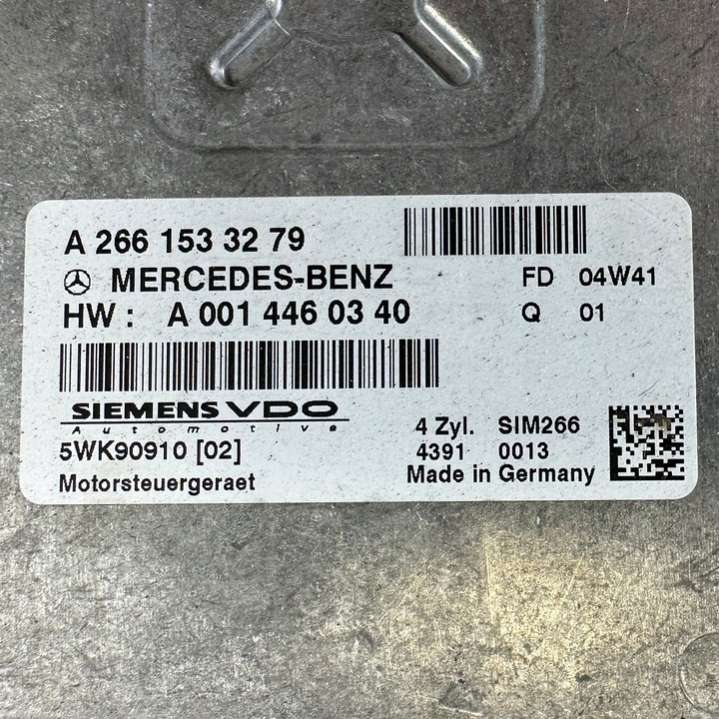 A 266 153 32 79
MERCEDES-BENZ FD 04W41
HW : A 001 446 03 40 Q 01
SIEMENS VDO
Automotive
4 Zyl. SIM266
5WK90910 [02] 4391 0013
Motorsteuergeraet Made in Germany